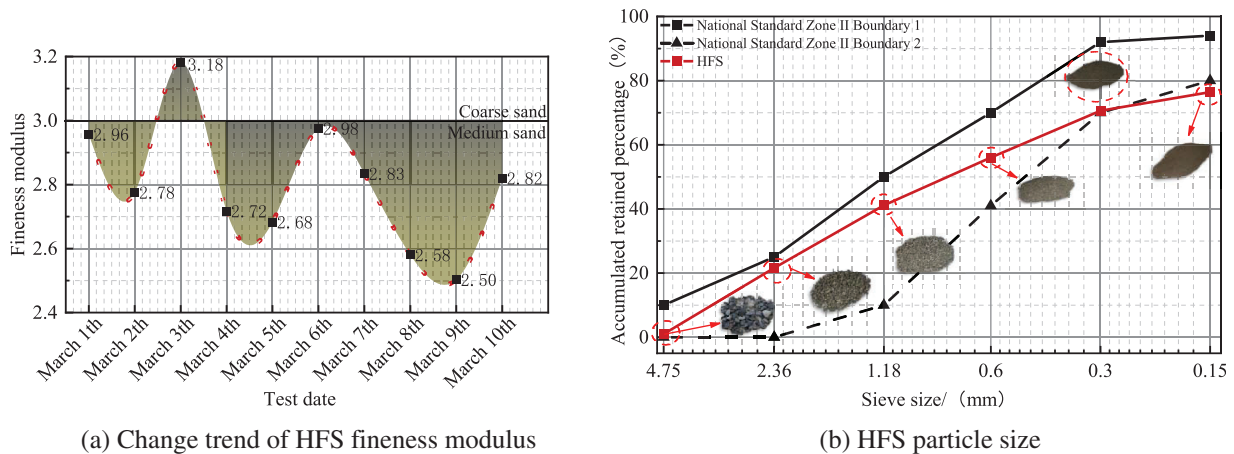 3.2
3.0
2.8
2.6
2.4
Fineness modulus
2.96
2.78
3.18
2.72
2.68
2.98
2.83
2.58
2.50
2.82
Coarse sand
Medium sand
March 1th
March 2th
March 3th
March 4th
March 5th
March 6th
March 7th
March 8th
March 9th
March 10th
Test date
(a) Change trend of HFS fineness modulus
100
80
60
40
20
0
Accumulated retained percentage (%)
National Standard Zone II Boundary 1
National Standard Zone II Boundary 2
HFS
4.75
2.36
1.18
0.6
0.3
0.15
Sieve size/（mm）
(b) HFS particle size